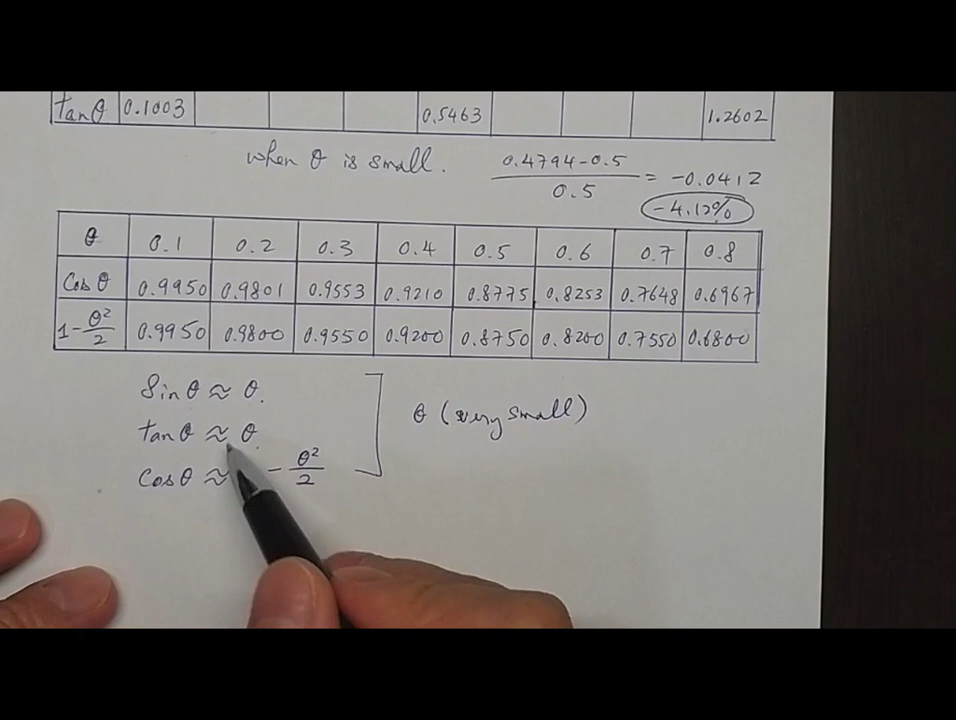 tanθ 0.1003 0.5463 1.2602
when θ is small. 0.4794-0.5 / 0.5 = -0.0412
-4.12%
θ 0.1 0.2 0.3 0.4 0.5 0.6 0.7 0.8
Cosθ 0.9950 0.9801 0.9553 0.9210 0.8775 0.8253 0.7648 0.6967
1-θ²/2 0.9950 0.9800 0.9550 0.9200 0.8750 0.8200 0.7550 0.6800
Sinθ ≈ θ.
tanθ ≈ θ.
θ (very small)
Cosθ ≈ - θ²/2